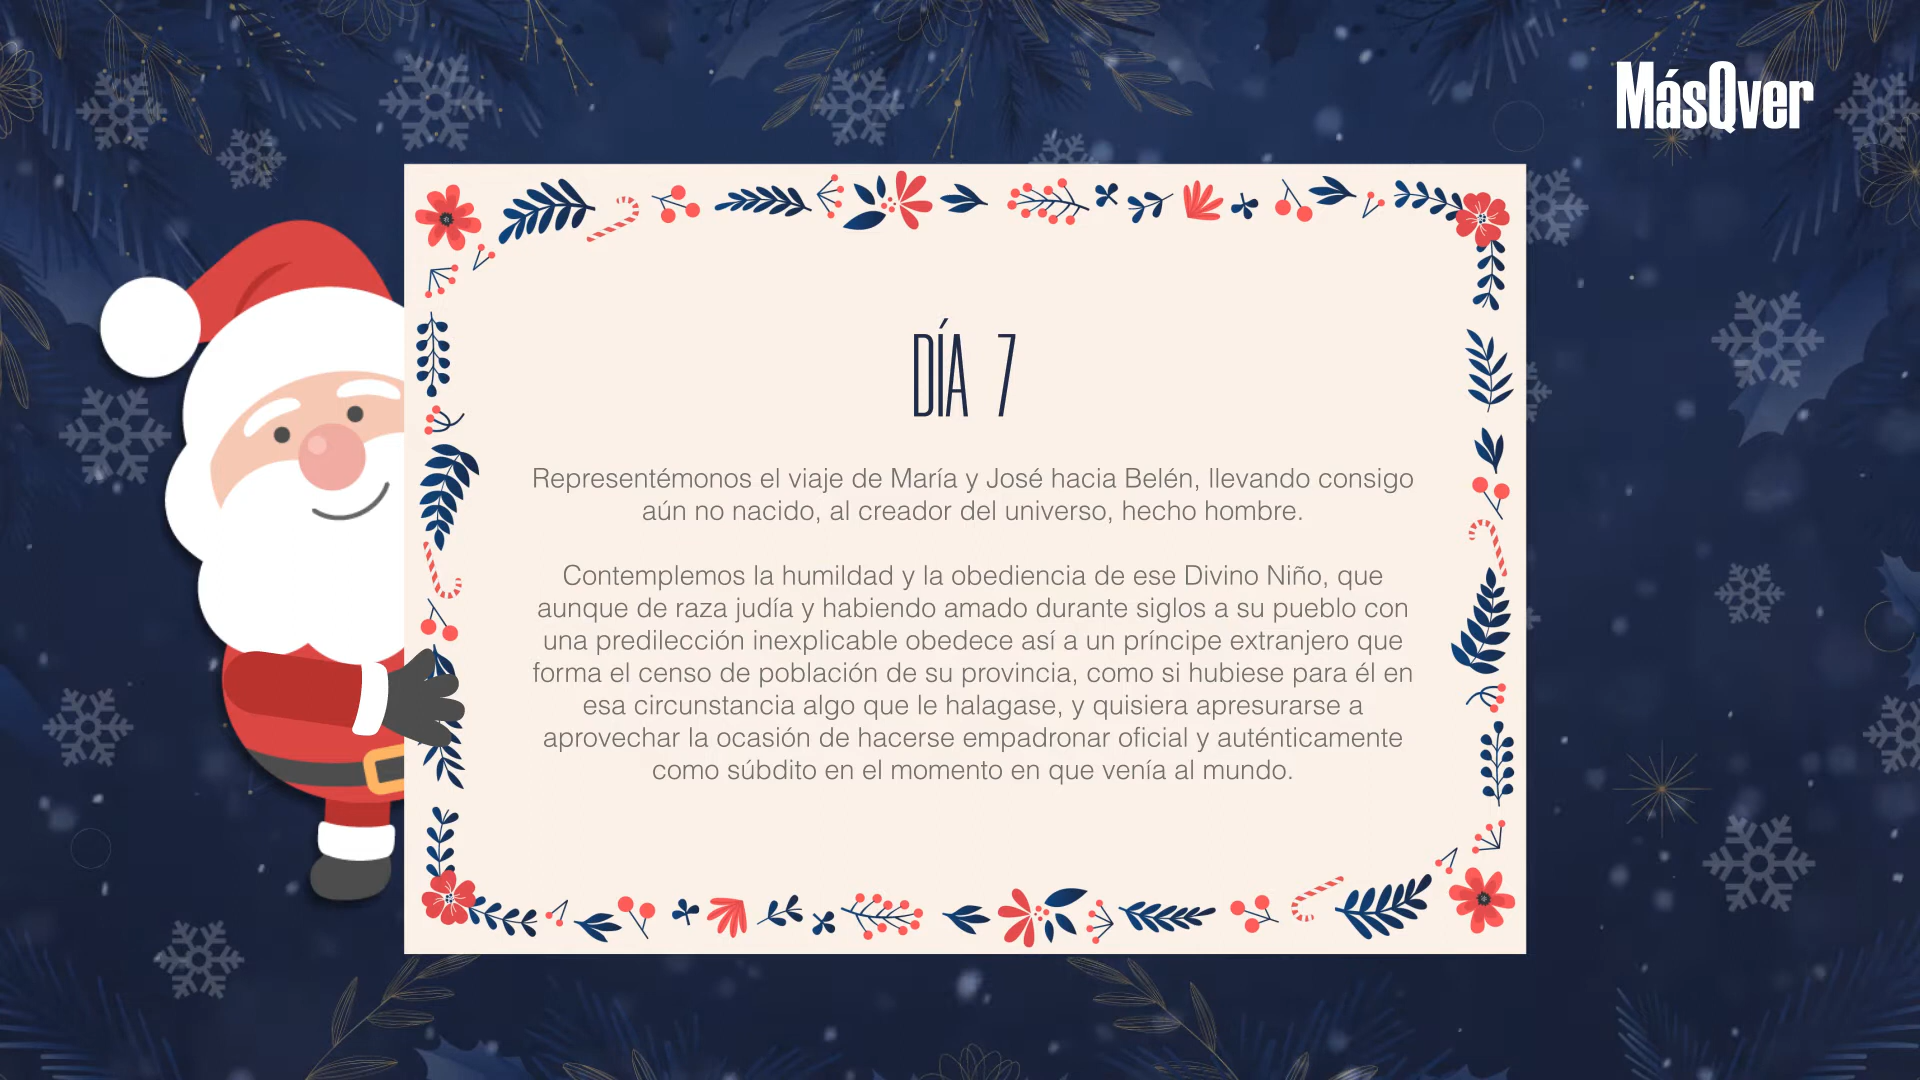 MásQver
DÍA 7
Representémonos el viaje de María y José hacia Belén, llevando consigo
aún no nacido, al creador del universo, hecho hombre.
Contemplemos la humildad y la obediencia de ese Divino Niño, que
aunque de raza judía y habiendo amado durante siglos a su pueblo con
una predilección inexplicable obedece así a un príncipe extranjero que
forma el censo de población de su provincia, como si hubiese para él en
esa circunstancia algo que le halagase, y quisiera apresurarse a
aprovechar la ocasión de hacerse empadronar oficial y auténticamente
como súbdito en el momento en que venía al mundo.